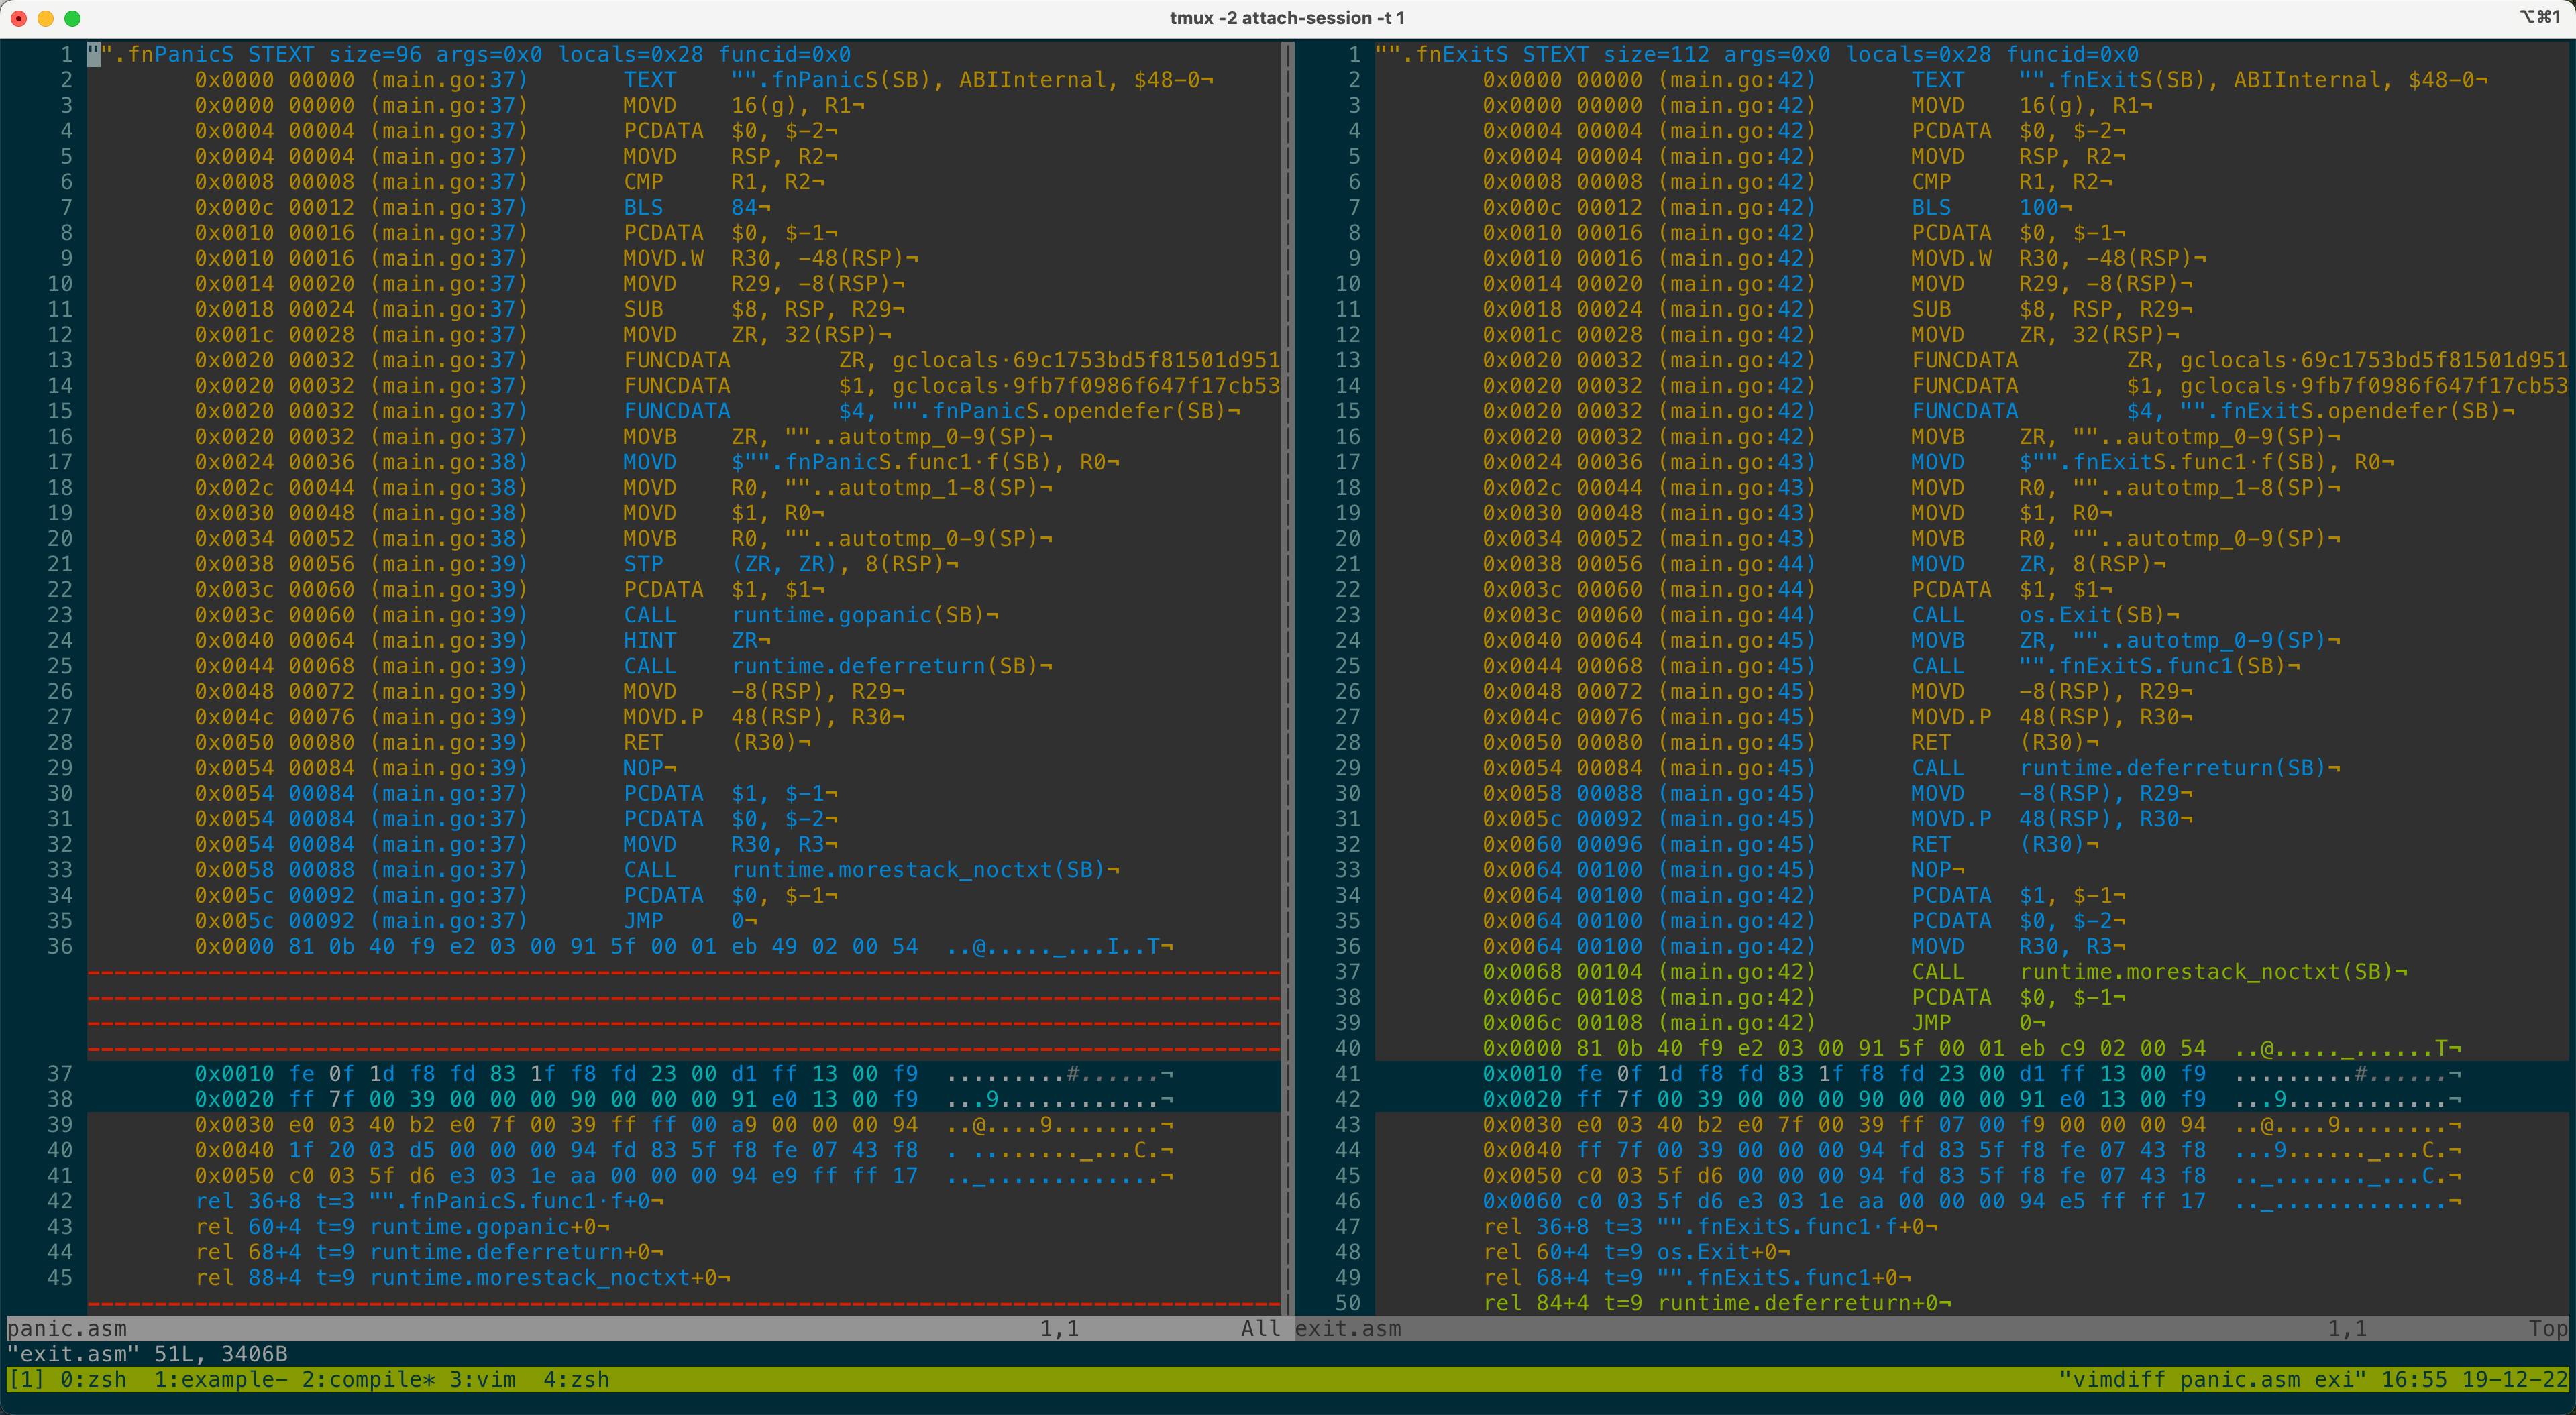 tmux -2 attach-session -t 1
⌥⌘1
1 "".fnPanicS STEXT size=96 args=0x0 locals=0x28 funcid=0x0
2 0x0000 00000 (main.go:37) TEXT "".fnPanicS(SB), ABIInternal, $48-0¬
3 0x0000 00000 (main.go:37) MOVD 16(g), R1¬
4 0x0004 00004 (main.go:37) PCDATA $0, $-2¬
5 0x0004 00004 (main.go:37) MOVD RSP, R2¬
6 0x0008 00008 (main.go:37) CMP R1, R2¬
7 0x000c 00012 (main.go:37) BLS 84¬
8 0x0010 00016 (main.go:37) PCDATA $0, $-1¬
9 0x0010 00016 (main.go:37) MOVD.W R30, -48(RSP)¬
10 0x0014 00020 (main.go:37) MOVD R29, -8(RSP)¬
11 0x0018 00024 (main.go:37) SUB $8, RSP, R29¬
12 0x001c 00028 (main.go:37) MOVD ZR, 32(RSP)¬
13 0x0020 00032 (main.go:37) FUNCDATA ZR, gclocals·69c1753bd5f81501d951
14 0x0020 00032 (main.go:37) FUNCDATA $1, gclocals·9fb7f0986f647f17cb53
15 0x0020 00032 (main.go:37) FUNCDATA $4, "".fnPanicS.opendefer(SB)¬
16 0x0020 00032 (main.go:37) MOVB ZR, ""..autotmp_0-9(SP)¬
17 0x0024 00036 (main.go:38) MOVD $"".fnPanicS.func1·f(SB), R0¬
18 0x002c 00044 (main.go:38) MOVD R0, ""..autotmp_1-8(SP)¬
19 0x0030 00048 (main.go:38) MOVD $1, R0¬
20 0x0034 00052 (main.go:38) MOVB R0, ""..autotmp_0-9(SP)¬
21 0x0038 00056 (main.go:39) STP (ZR, ZR), 8(RSP)¬
22 0x003c 00060 (main.go:39) PCDATA $1, $1¬
23 0x003c 00060 (main.go:39) CALL runtime.gopanic(SB)¬
24 0x0040 00064 (main.go:39) HINT ZR¬
25 0x0044 00068 (main.go:39) CALL runtime.deferreturn(SB)¬
26 0x0048 00072 (main.go:39) MOVD -8(RSP), R29¬
27 0x004c 00076 (main.go:39) MOVD.P 48(RSP), R30¬
28 0x0050 00080 (main.go:39) RET (R30)¬
29 0x0054 00084 (main.go:39) NOP¬
30 0x0054 00084 (main.go:37) PCDATA $1, $-1¬
31 0x0054 00084 (main.go:37) PCDATA $0, $-2¬
32 0x0054 00084 (main.go:37) MOVD R30, R3¬
33 0x0058 00088 (main.go:37) CALL runtime.morestack_noctxt(SB)¬
34 0x005c 00092 (main.go:37) PCDATA $0, $-1¬
35 0x005c 00092 (main.go:37) JMP 0¬
36 0x0000 81 0b 40 f9 e2 03 00 91 5f 00 01 eb 49 02 00 54 ..@....._...I..T¬
37 0x0010 fe 0f 1d f8 fd 83 1f f8 fd 23 00 d1 ff 13 00 f9 .........#......¬
38 0x0020 ff 7f 00 39 00 00 00 90 00 00 00 91 e0 13 00 f9 ...9............¬
39 0x0030 e0 03 40 b2 e0 7f 00 39 ff ff 00 a9 00 00 00 94 ..@....9........¬
40 0x0040 1f 20 03 d5 00 00 00 94 fd 83 5f f8 fe 07 43 f8 . ........_...C.¬
41 0x0050 c0 03 5f d6 e3 03 1e aa 00 00 00 94 e9 ff ff 17 .._.............¬
42 rel 36+8 t=3 "".fnPanicS.func1·f+0¬
43 rel 60+4 t=9 runtime.gopanic+0¬
44 rel 68+4 t=9 runtime.deferreturn+0¬
45 rel 88+4 t=9 runtime.morestack_noctxt+0¬
panic.asm 1,1 All
1 "".fnExitS STEXT size=112 args=0x0 locals=0x28 funcid=0x0
2 0x0000 00000 (main.go:42) TEXT "".fnExitS(SB), ABIInternal, $48-0¬
3 0x0000 00000 (main.go:42) MOVD 16(g), R1¬
4 0x0004 00004 (main.go:42) PCDATA $0, $-2¬
5 0x0004 00004 (main.go:42) MOVD RSP, R2¬
6 0x0008 00008 (main.go:42) CMP R1, R2¬
7 0x000c 00012 (main.go:42) BLS 100¬
8 0x0010 00016 (main.go:42) PCDATA $0, $-1¬
9 0x0010 00016 (main.go:42) MOVD.W R30, -48(RSP)¬
10 0x0014 00020 (main.go:42) MOVD R29, -8(RSP)¬
11 0x0018 00024 (main.go:42) SUB $8, RSP, R29¬
12 0x001c 00028 (main.go:42) MOVD ZR, 32(RSP)¬
13 0x0020 00032 (main.go:42) FUNCDATA ZR, gclocals·69c1753bd5f81501d951
14 0x0020 00032 (main.go:42) FUNCDATA $1, gclocals·9fb7f0986f647f17cb53
15 0x0020 00032 (main.go:42) FUNCDATA $4, "".fnExitS.opendefer(SB)¬
16 0x0020 00032 (main.go:42) MOVB ZR, ""..autotmp_0-9(SP)¬
17 0x0024 00036 (main.go:43) MOVD $"".fnExitS.func1·f(SB), R0¬
18 0x002c 00044 (main.go:43) MOVD R0, ""..autotmp_1-8(SP)¬
19 0x0030 00048 (main.go:43) MOVD $1, R0¬
20 0x0034 00052 (main.go:43) MOVB R0, ""..autotmp_0-9(SP)¬
21 0x0038 00056 (main.go:44) MOVD ZR, 8(RSP)¬
22 0x003c 00060 (main.go:44) PCDATA $1, $1¬
23 0x003c 00060 (main.go:44) CALL os.Exit(SB)¬
24 0x0040 00064 (main.go:45) MOVB ZR, ""..autotmp_0-9(SP)¬
25 0x0044 00068 (main.go:45) CALL "".fnExitS.func1(SB)¬
26 0x0048 00072 (main.go:45) MOVD -8(RSP), R29¬
27 0x004c 00076 (main.go:45) MOVD.P 48(RSP), R30¬
28 0x0050 00080 (main.go:45) RET (R30)¬
29 0x0054 00084 (main.go:45) CALL runtime.deferreturn(SB)¬
30 0x0058 00088 (main.go:45) MOVD -8(RSP), R29¬
31 0x005c 00092 (main.go:45) MOVD.P 48(RSP), R30¬
32 0x0060 00096 (main.go:45) RET (R30)¬
33 0x0064 00100 (main.go:45) NOP¬
34 0x0064 00100 (main.go:42) PCDATA $1, $-1¬
35 0x0064 00100 (main.go:42) PCDATA $0, $-2¬
36 0x0064 00100 (main.go:42) MOVD R30, R3¬
37 0x0068 00104 (main.go:42) CALL runtime.morestack_noctxt(SB)¬
38 0x006c 00108 (main.go:42) PCDATA $0, $-1¬
39 0x006c 00108 (main.go:42) JMP 0¬
40 0x0000 81 0b 40 f9 e2 03 00 91 5f 00 01 eb c9 02 00 54 ..@....._......T¬
41 0x0010 fe 0f 1d f8 fd 83 1f f8 fd 23 00 d1 ff 13 00 f9 .........#......¬
42 0x0020 ff 7f 00 39 00 00 00 90 00 00 00 91 e0 13 00 f9 ...9............¬
43 0x0030 e0 03 40 b2 e0 7f 00 39 ff 07 00 f9 00 00 00 94 ..@....9........¬
44 0x0040 ff 7f 00 39 00 00 00 94 fd 83 5f f8 fe 07 43 f8 ...9......_...C.¬
45 0x0050 c0 03 5f d6 00 00 00 94 fd 83 5f f8 fe 07 43 f8 .._......._...C.¬
46 0x0060 c0 03 5f d6 e3 03 1e aa 00 00 00 94 e5 ff ff 17 .._.............¬
47 rel 36+8 t=3 "".fnExitS.func1·f+0¬
48 rel 60+4 t=9 os.Exit+0¬
49 rel 68+4 t=9 "".fnExitS.func1+0¬
50 rel 84+4 t=9 runtime.deferreturn+0¬
exit.asm 1,1 Top
"exit.asm" 51L, 3406B
[1] 0:zsh 1:example- 2:compile* 3:vim 4:zsh "vimdiff panic.asm exi" 16:55 19-12-22